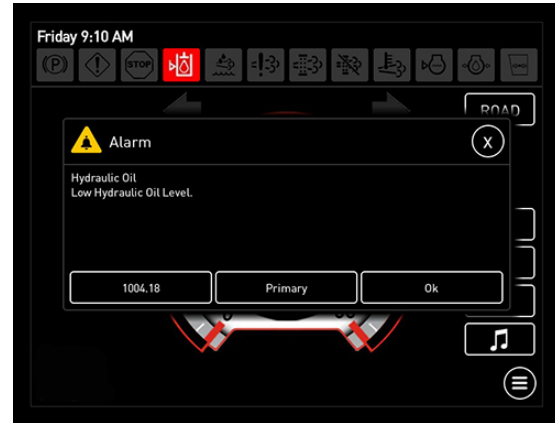 Friday 9:10 AM
(P)
STOP
ROAD
Alarm
X
Hydraulic Oil
Low Hydraulic Oil Level.
1004.18
Primary
Ok